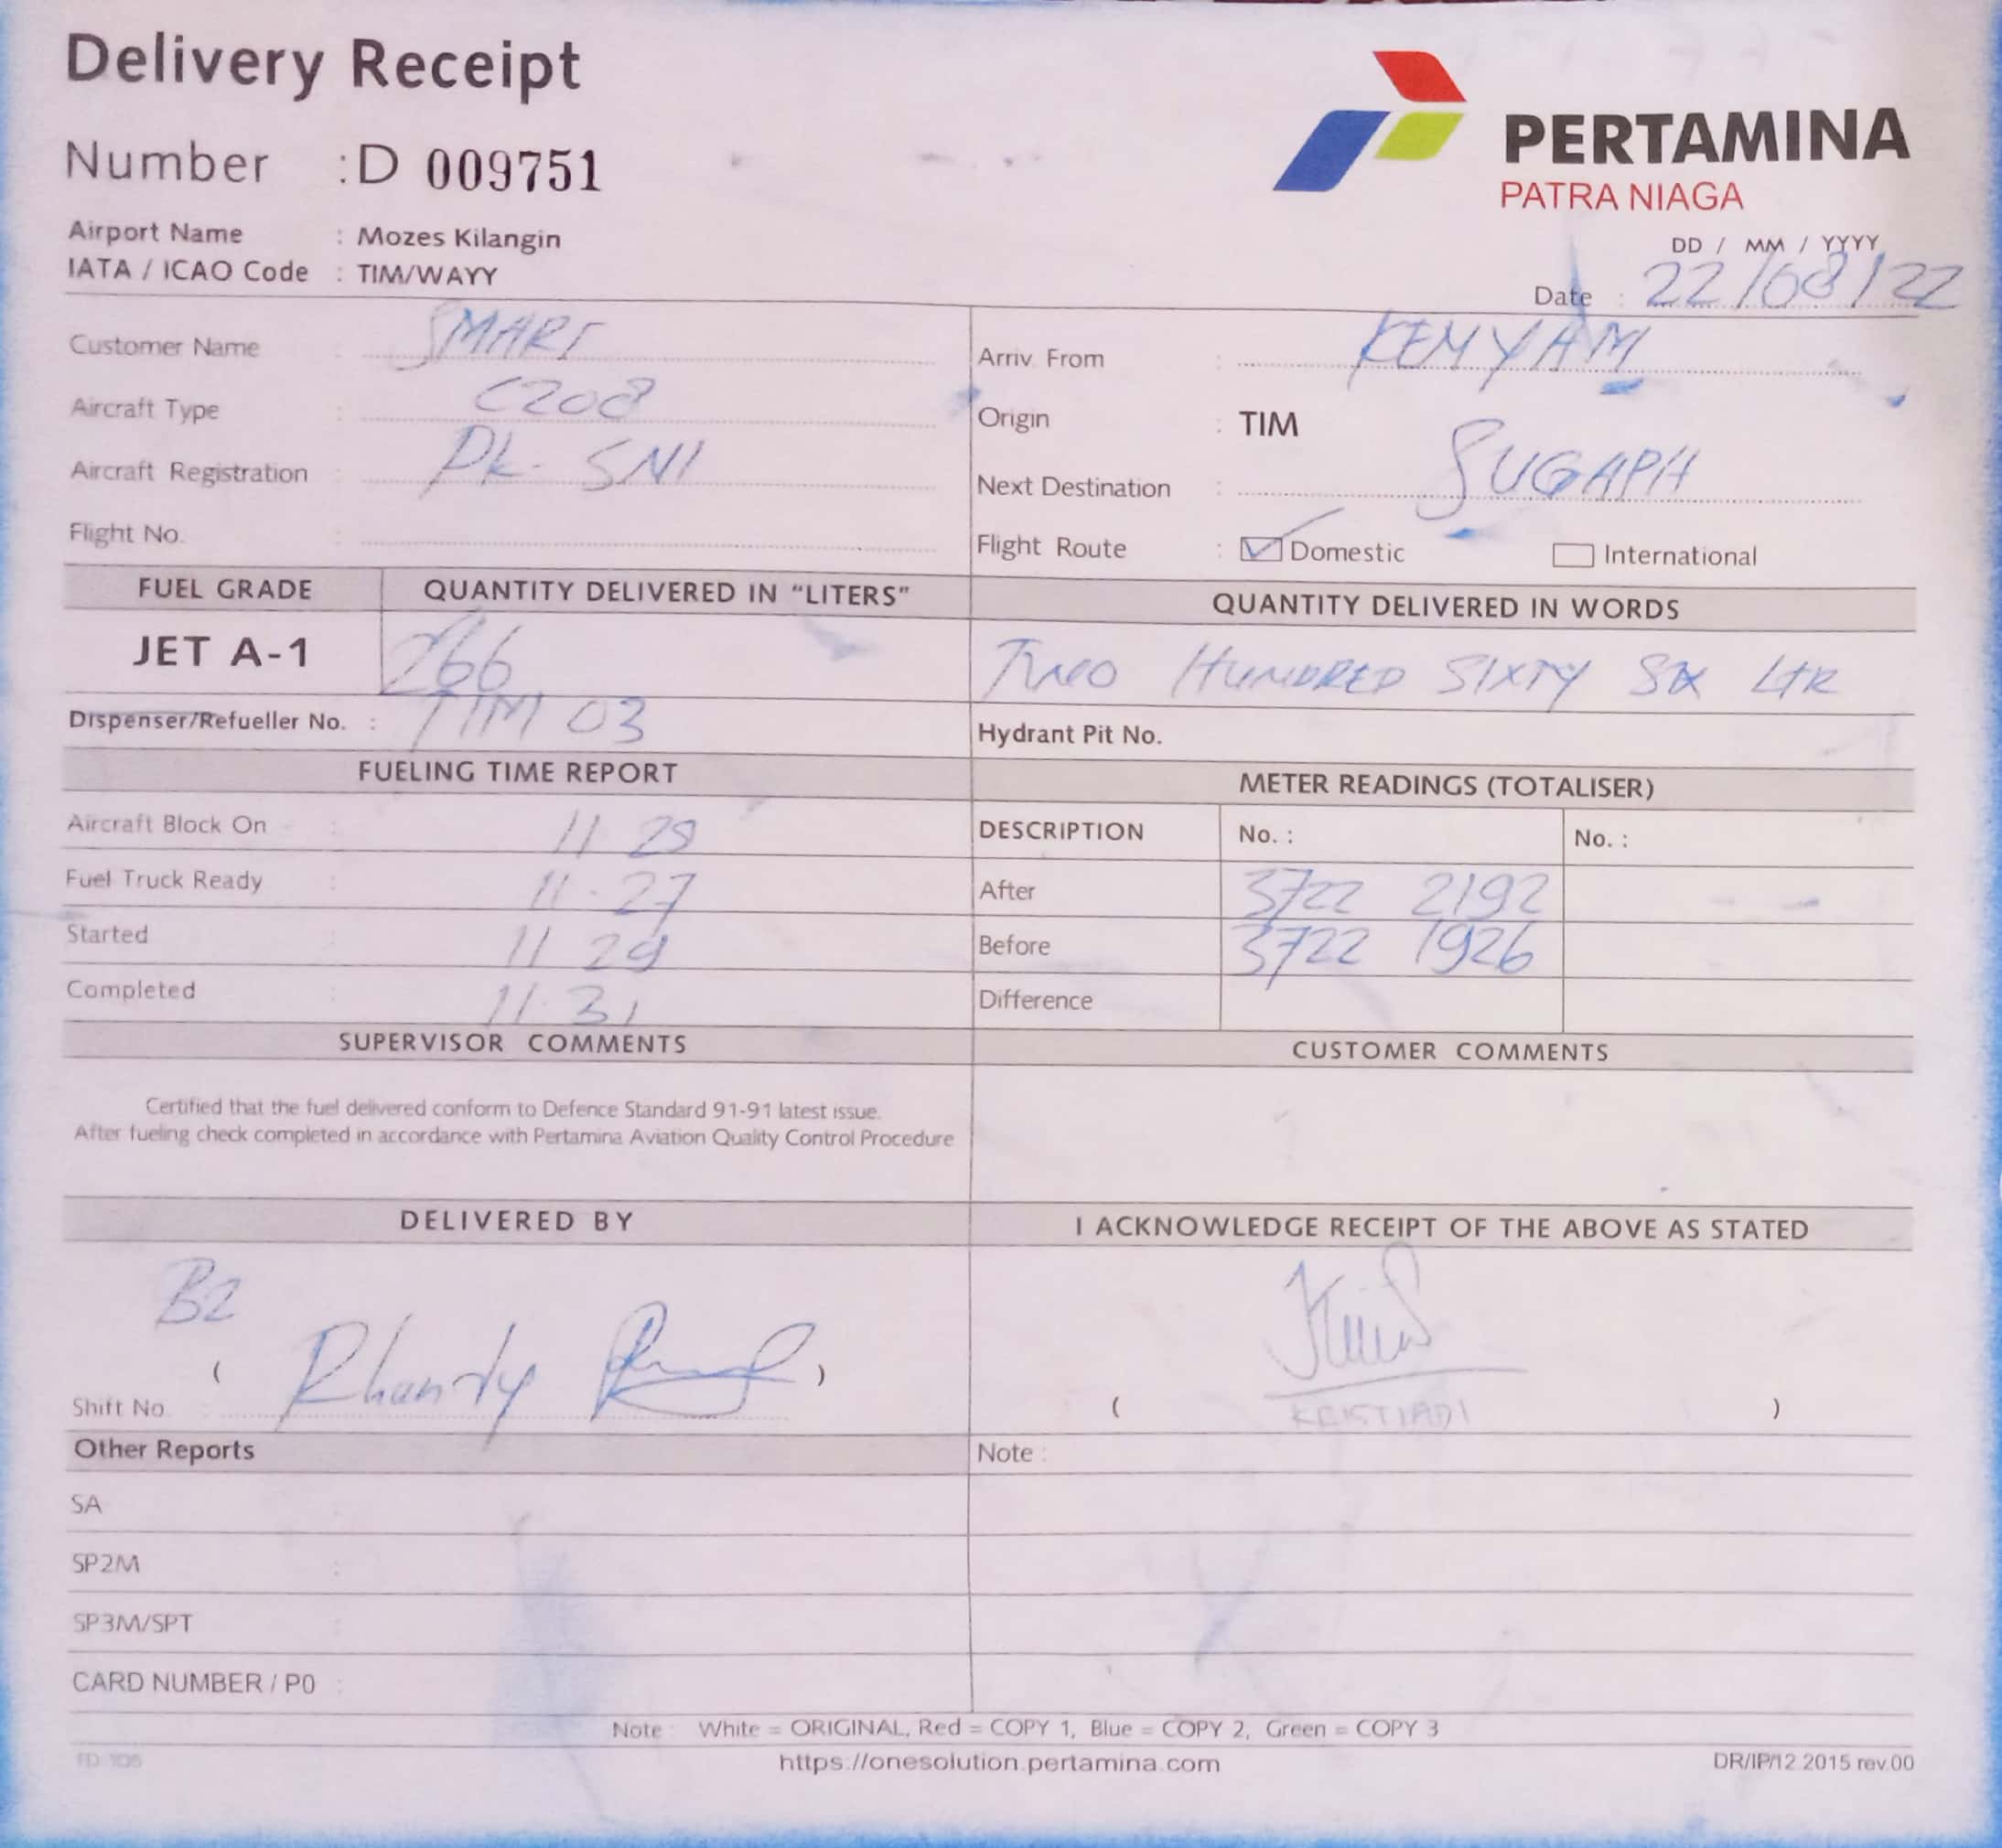 Delivery Receipt
Number : D 009751
PERTAMINA
PATRA NIAGA
Airport Name : Mozes Kilangin
IATA / ICAO Code : TIM/WAYY
DD / MM / YYYY
Date : 22/08/22
Customer Name : SMART
Aircraft Type : C208
Aircraft Registration : PK-SNI
Flight No.
Arriv. From : KENYAM
Origin : TIM
Next Destination : SUGAPA
Flight Route : Domestic International
FUEL GRADE QUANTITY DELIVERED IN “LITERS” QUANTITY DELIVERED IN WORDS
JET A-1 266 TWO HUNDRED SIXTY SIX LTR
Dispenser/Refueller No. : TIM 03 Hydrant Pit No.
FUELING TIME REPORT METER READINGS (TOTALISER)
Aircraft Block On : 11 25
Fuel Truck Ready : 11.27
Started 11 29
Completed : 11.31
DESCRIPTION No. : No. :
After 3722 2192
Before 3722 1926
Difference
SUPERVISOR COMMENTS CUSTOMER COMMENTS
Certified that the fuel delivered conform to Defence Standard 91-91 latest issue.
After fueling check completed in accordance with Pertamina Aviation Quality Control Procedure
DELIVERED BY I ACKNOWLEDGE RECEIPT OF THE ABOVE AS STATED
B2
( Rhandy )
Shift No. :
( KRISTIADI )
Other Reports Note :
SA
SP2M :
SP3M/SPT :
CARD NUMBER / P0 :
Note : White = ORIGINAL, Red = COPY 1, Blue = COPY 2, Green = COPY 3
FD 106 https://onesolution.pertamina.com DR/IP/12.2015 rev.00